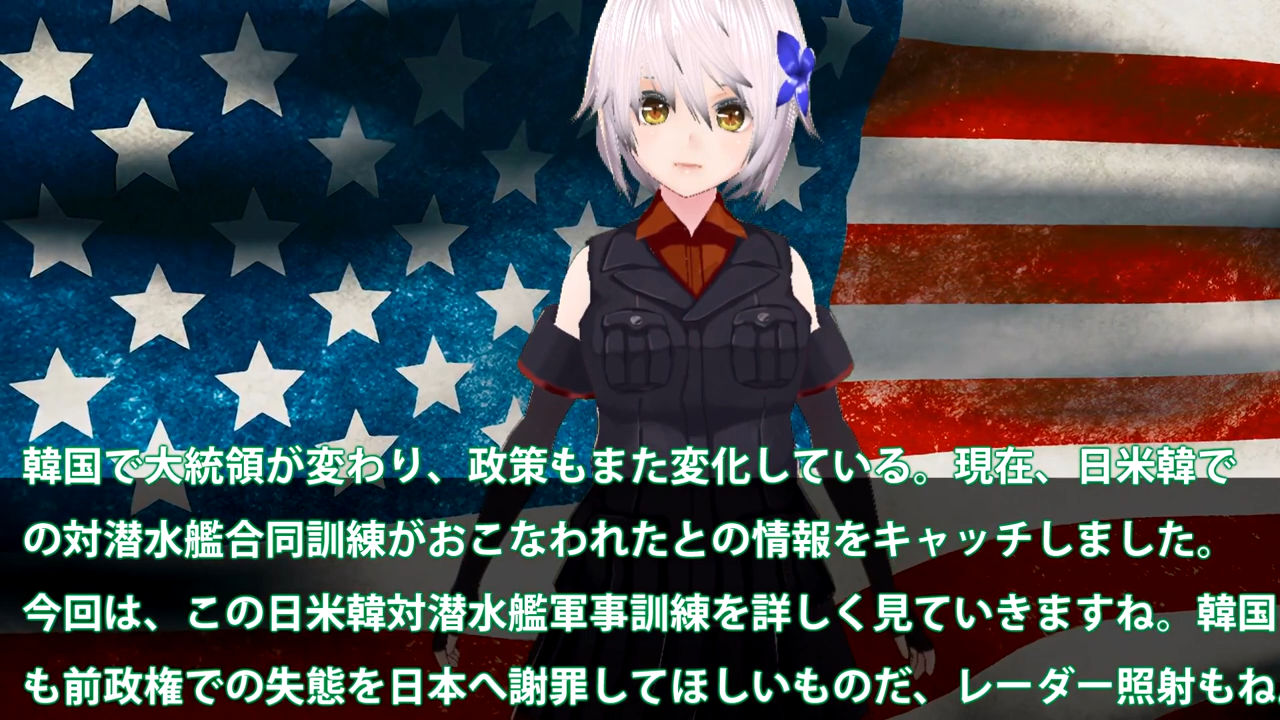 韓国で大統領が変わり、政策もまた変化している。現在、日米韓で
の対潜水艦合同訓練がおこなわれたとの情報をキャッチしました。
今回は、この日米韓対潜水艦軍事訓練を詳しく見ていきますね。韓国
も前政権での失態を日本へ謝罪してほしいものだ、レーダー照射もね